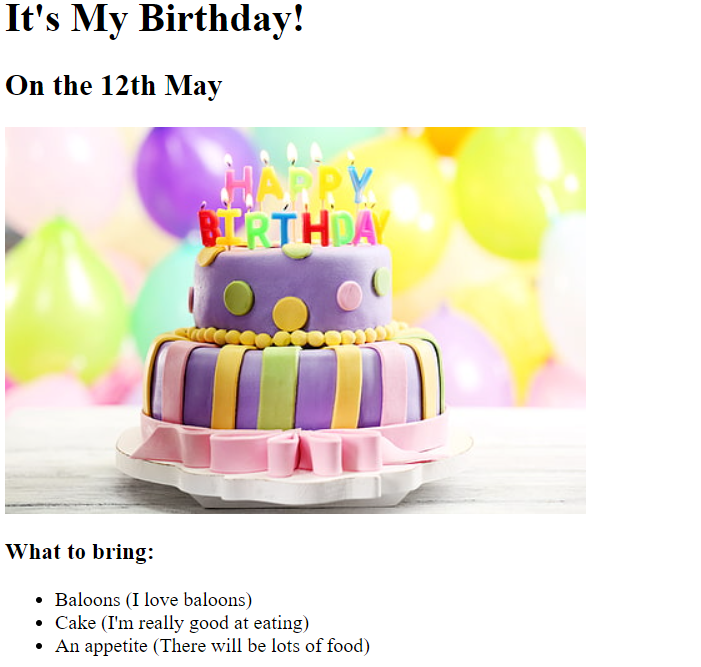 It's My Birthday!
On the 12th May
HAPPY
BIRTHDAY
What to bring:
Baloons (I love baloons)
Cake (I'm really good at eating)
An appetite (There will be lots of food)